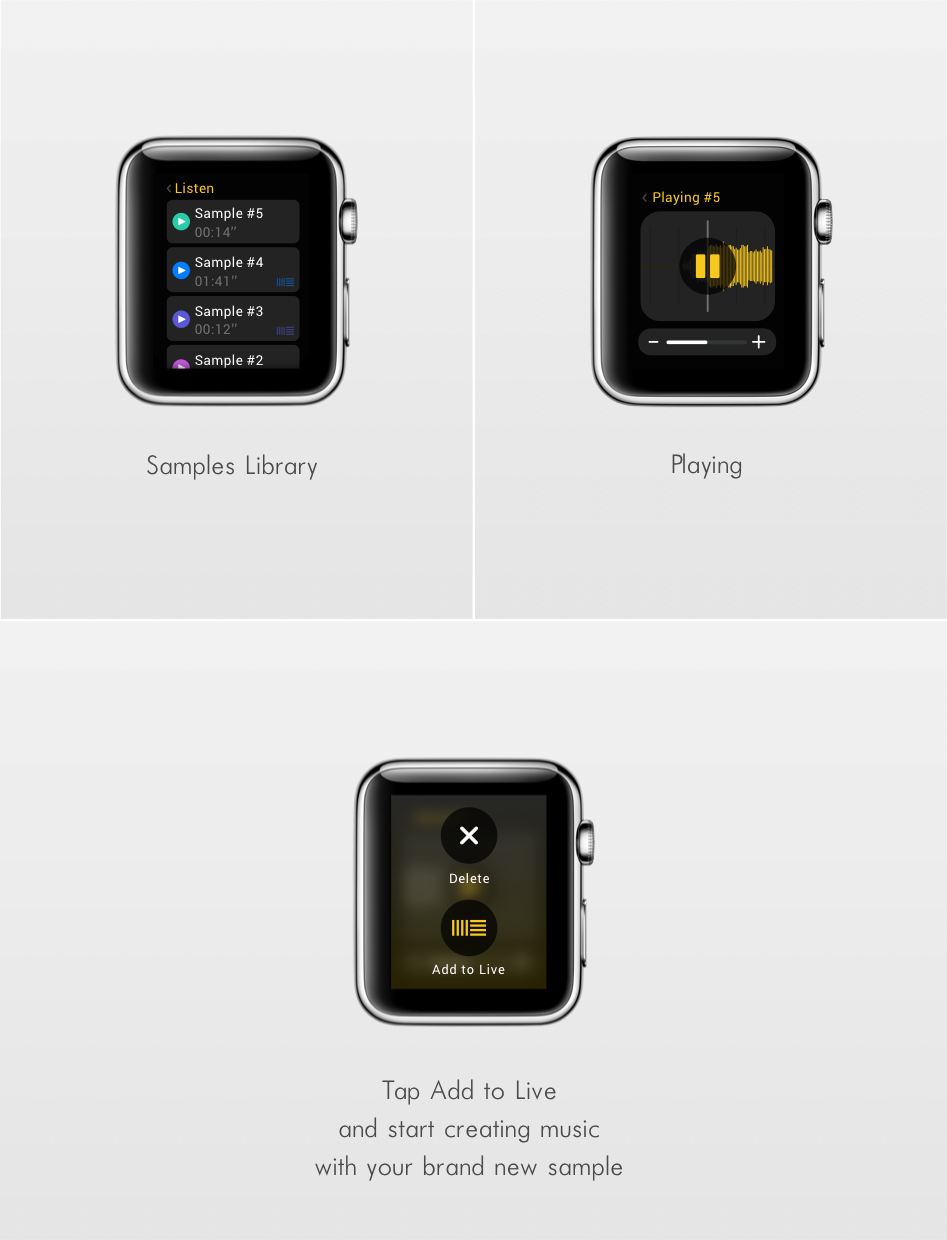 Listen
Sample #5
00:14’’
Sample #4
01:41’’
Sample #3
00:12’’
Sample #2
Samples Library
Playing #5
Playing
Delete
Add to Live
Tap Add to Live
and start creating music
with your brand new sample